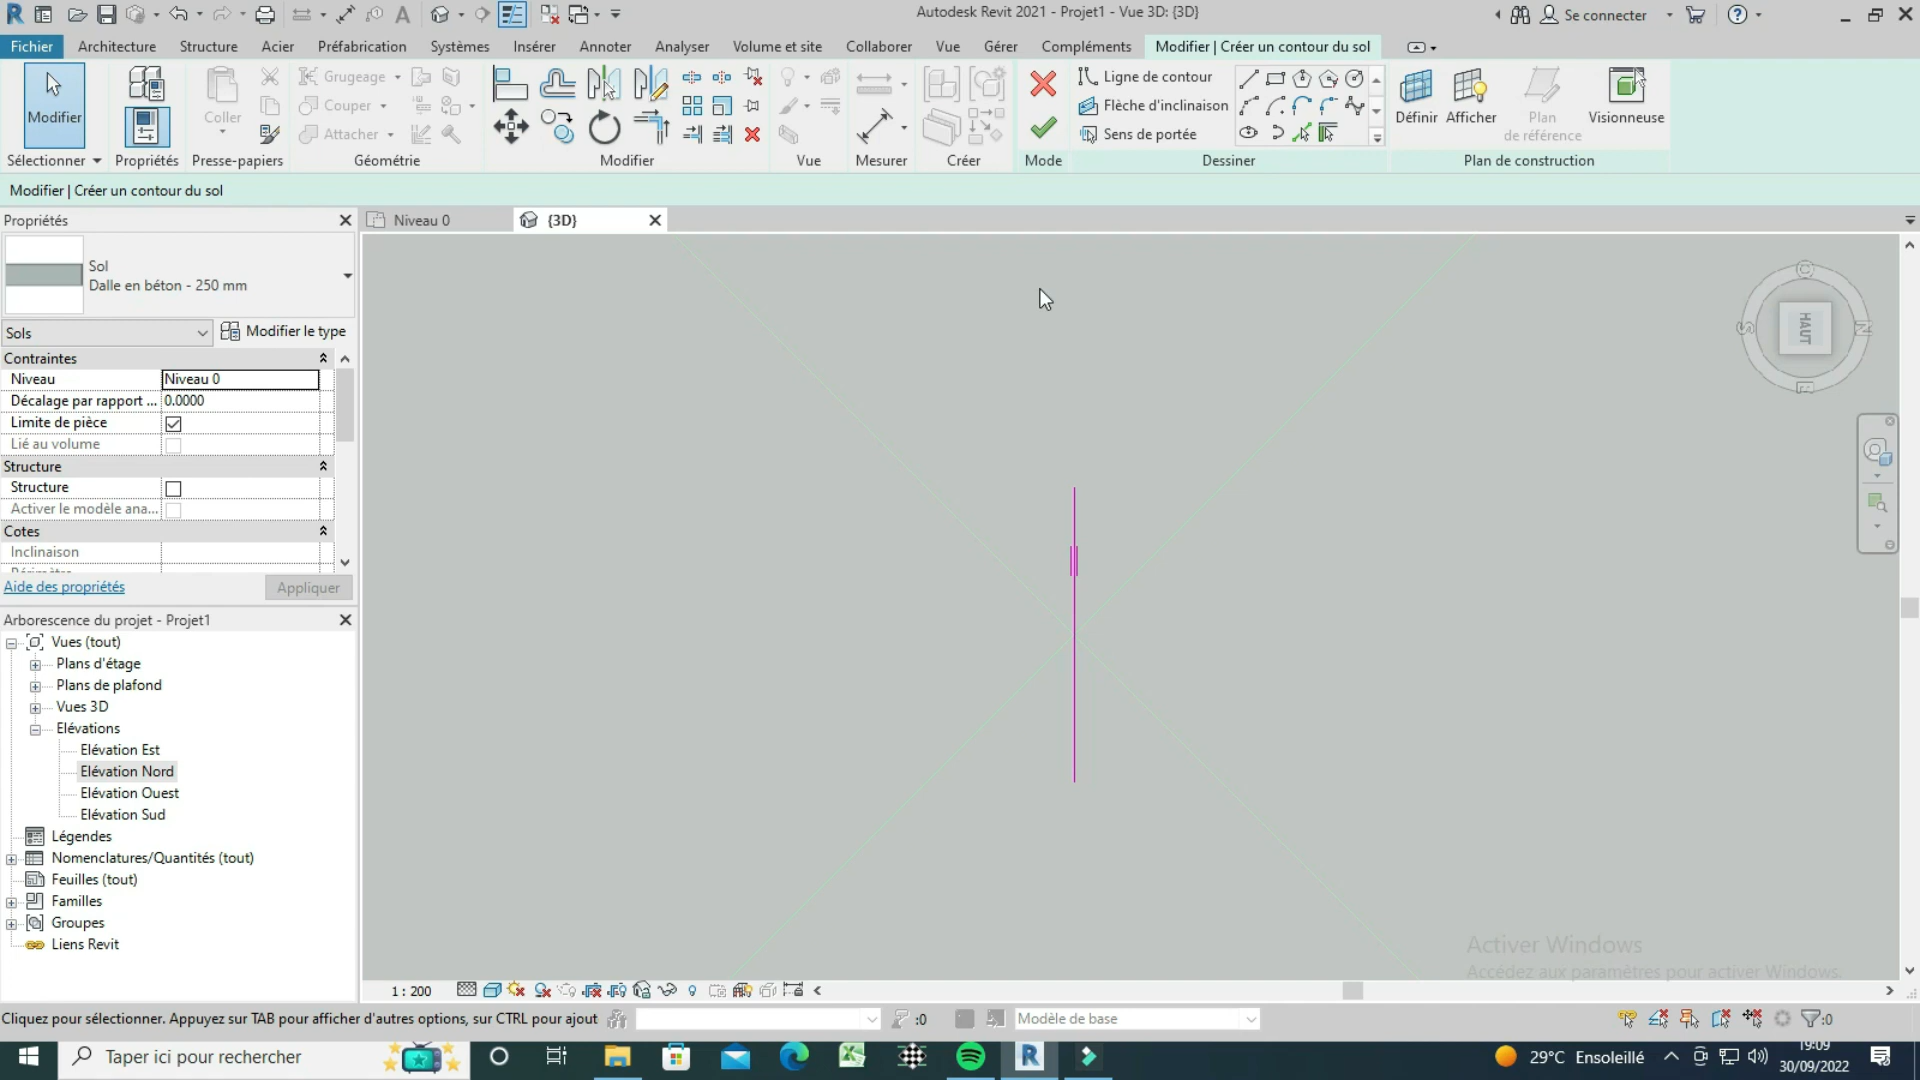 Autodesk Revit 2021 - Projet1 - Vue 3D: {3D}
Se connecter
Fichier Architecture Structure Acier Préfabrication Systèmes Insérer Annoter Analyser Volume et site Collaborer Vue Gérer Compléments Modifier | Créer un contour du sol
Modifier
Coller
Grugeage
Couper
Attacher
Ligne de contour
Flèche d'inclinaison
Sens de portée
Définir Afficher Plan de référence Visionneuse
Sélectionner Propriétés Presse-papiers Géométrie Modifier Vue Mesurer Créer Mode Dessiner Plan de construction
Modifier | Créer un contour du sol
Propriétés
Niveau 0
{3D}
Sol
Dalle en béton - 250 mm
Sols
Modifier le type
Contraintes
Niveau Niveau 0
Décalage par rapport ... 0.0000
Limite de pièce
Lié au volume
Structure
Structure
Activer le modèle ana...
Cotes
Inclinaison
Périmètre
Aide des propriétés
Appliquer
HAUT
Arborescence du projet - Projet1
Vues (tout)
Plans d'étage
Plans de plafond
Vues 3D
Elévations
Elévation Est
Elévation Nord
Elévation Ouest
Elévation Sud
Légendes
Nomenclatures/Quantités (tout)
Feuilles (tout)
Familles
Groupes
Liens Revit
Activer Windows
Accédez aux paramètres pour activer Windows.
1 : 200
Cliquez pour sélectionner. Appuyez sur TAB pour afficher d'autres options, sur CTRL pour ajout
:0
Modèle de base
:0
Taper ici pour rechercher
29°C Ensoleillé
19:09
30/09/2022